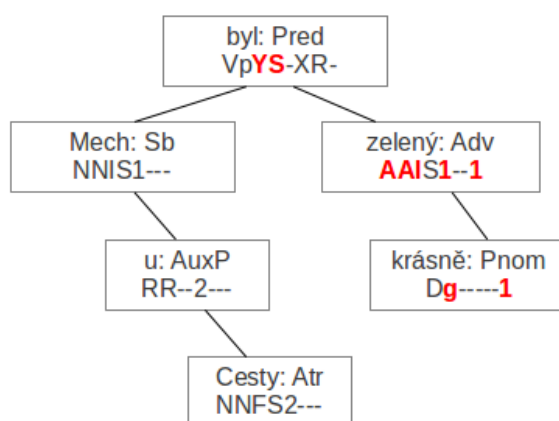 byl: Pred
VpYS-XR-
Mech: Sb
NNIS1---
zelený: Adv
AAIS1--1
u: AuxP
RR--2---
krásně: Pnom
Dg-----1
Cesty: Atr
NNFS2---